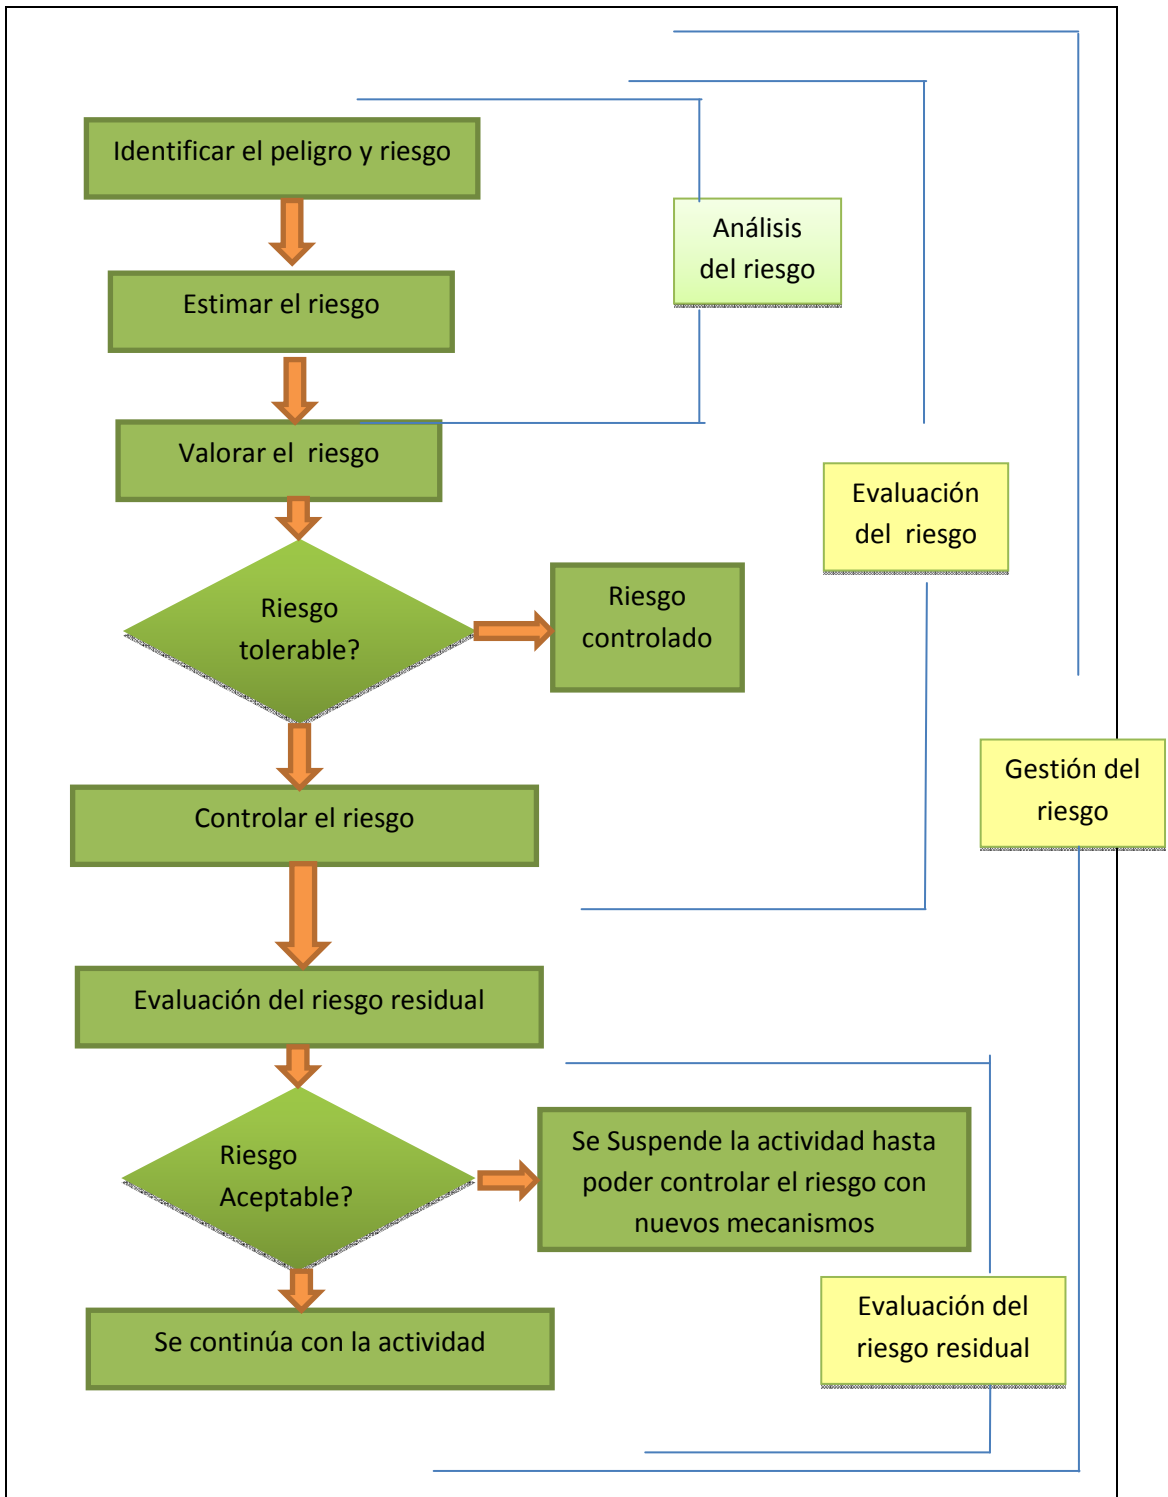 Identificar el peligro y riesgo
Análisis
del riesgo
Estimar el riesgo
Valorar el  riesgo
Evaluación
del  riesgo
Riesgo
tolerable?
Riesgo
controlado
Gestión del
riesgo
Controlar el riesgo
Evaluación del riesgo residual
Riesgo
Aceptable?
Se Suspende la actividad hasta
poder controlar el riesgo con
nuevos mecanismos
Evaluación del
riesgo residual
Se continúa con la actividad